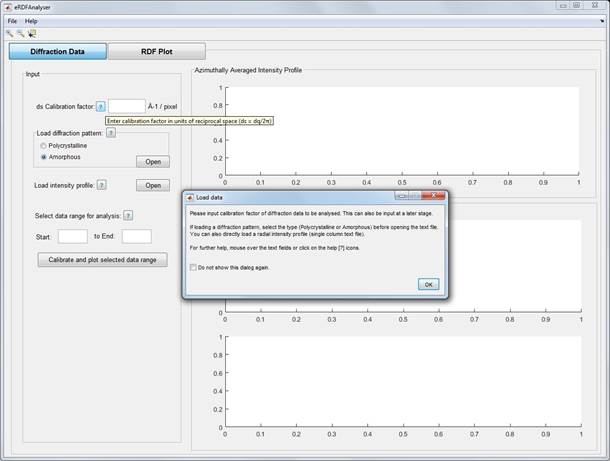 eRDFAnalyser
File Help
Diffraction Data RDF Plot
Input
ds Calibration factor: ? Å-1 / pixel
Enter calibration factor in units of reciprocal space (ds = dq/2π)
Load diffraction pattern: ?
Polycrystalline
Amorphous
Open
Load intensity profile: ? Open
Select data range for analysis: ?
Start: to End:
Calibrate and plot selected data range
Azimuthally Averaged Intensity Profile
1
0.8
0.6
0.4
0.2
0
0 0.1 0.2 0.3 0.4 0.5 0.6 0.7 0.8 0.9 1
Load data
Please input calibration factor of diffraction data to be analysed. This can also be input at a later stage.
If loading a diffraction pattern, select the type (Polycrystalline or Amorphous) before opening the text file.
You can also directly load a radial intensity profile (single column text file).
For further help, mouse over the text fields or click on the help [?] icons.
Do not show this dialog again.
OK
0 0.1 0.2 0.3 0.4 0.5 0.6 0.7 0.8 0.9 1
1
0.8
0.6
0.4
0.2
0
0 0.1 0.2 0.3 0.4 0.5 0.6 0.7 0.8 0.9 1